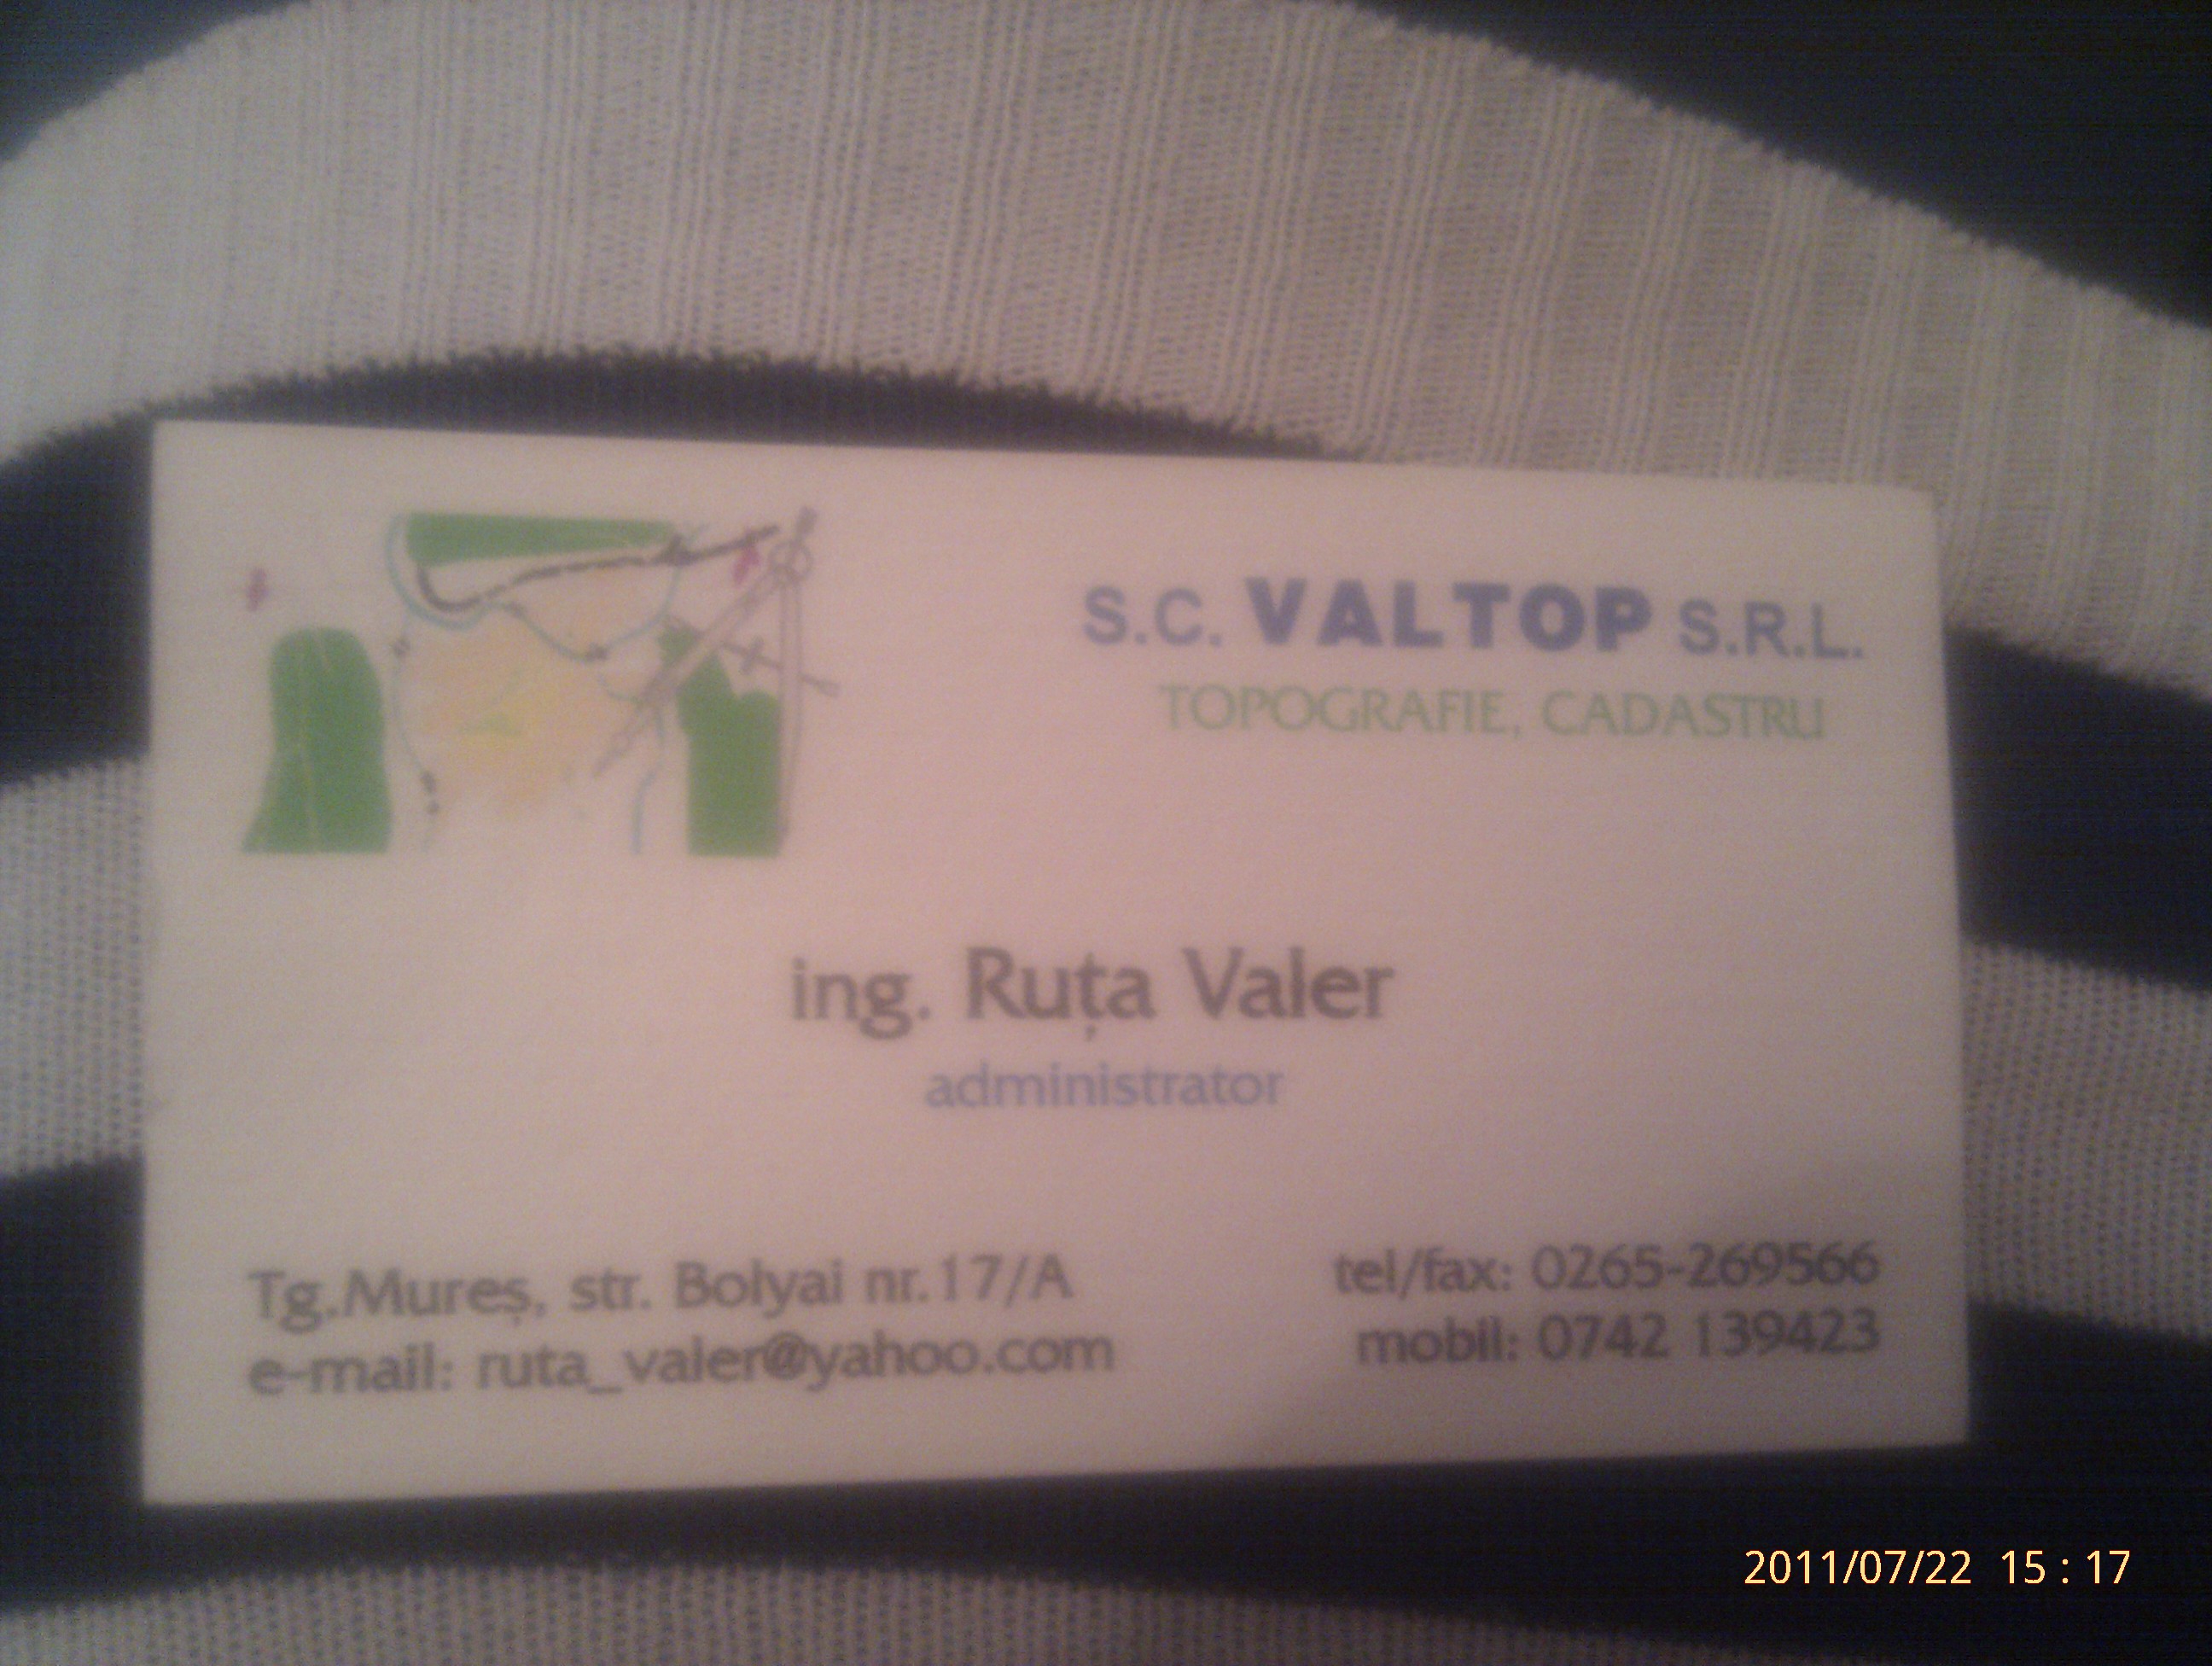 S.C. VALTOP S.R.L.
TOPOGRAFIE, CADASTRU
ing. Ruța Valer
administrator
Tg.Mureș, str. Bolyai nr.17/A
e-mail: ruta_valer@yahoo.com
tel/fax: 0265-269566
mobil: 0742 139423
2011/07/22 15:17